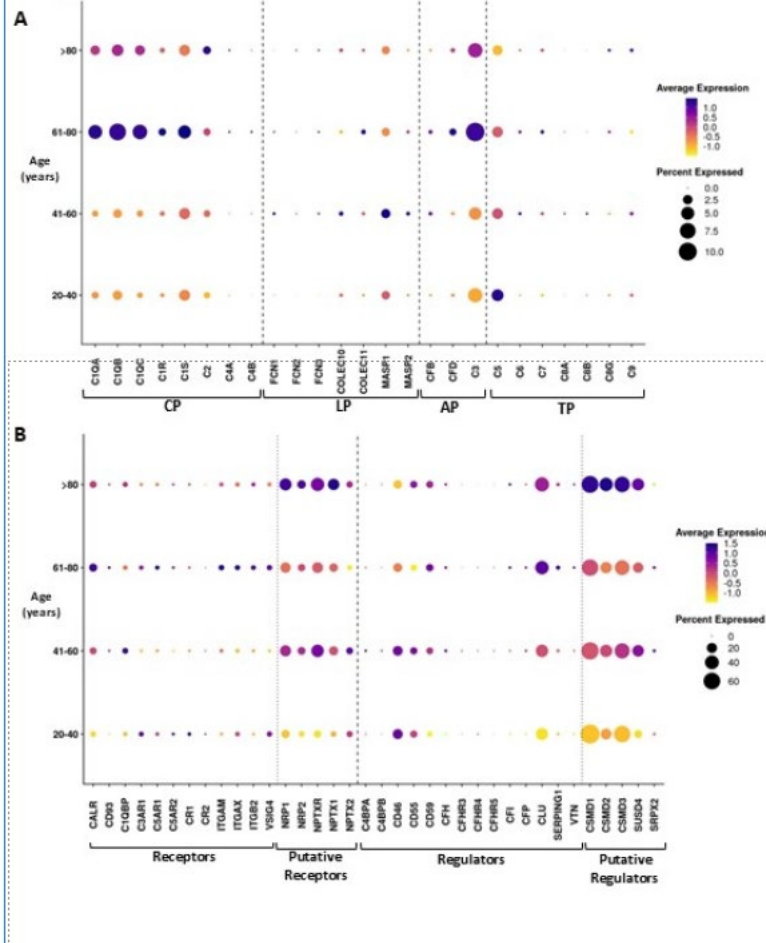 A
>80
61-80
Age
(years)
41-60
20-40
C1QA
C1QB
C1QC
C1R
C1S
C2
C4A
C4B
FCN1
FCN2
FCN3
COLEC10
COLEC11
MASP1
MASP2
CFB
CFD
C3
C5
C6
C7
C8A
C8B
C8G
C9
CP
LP
AP
TP
Average Expression
1.0
0.5
0.0
-0.5
-1.0
Percent Expressed
0.0
2.5
5.0
7.5
10.0
B
>80
61-80
Age
(years)
41-60
20-40
CALR
CD93
C1QBP
C3AR1
C5AR1
C5AR2
CR1
CR2
ITGAM
ITGAX
ITGB2
VSIG4
NRP1
NRP2
NPTXR
NPTX1
NPTX2
C4BPA
C4BPB
CD46
CD55
CD59
CFH
CFHR3
CFHR4
CFHR5
CFI
CFP
CLU
SERPING1
VTN
CSMD1
CSMD2
CSMD3
SUSD4
SRPX2
Receptors
Putative
Receptors
Regulators
Putative
Regulators
Average Expression
1.5
1.0
0.5
0.0
-0.5
-1.0
Percent Expressed
0
20
40
60